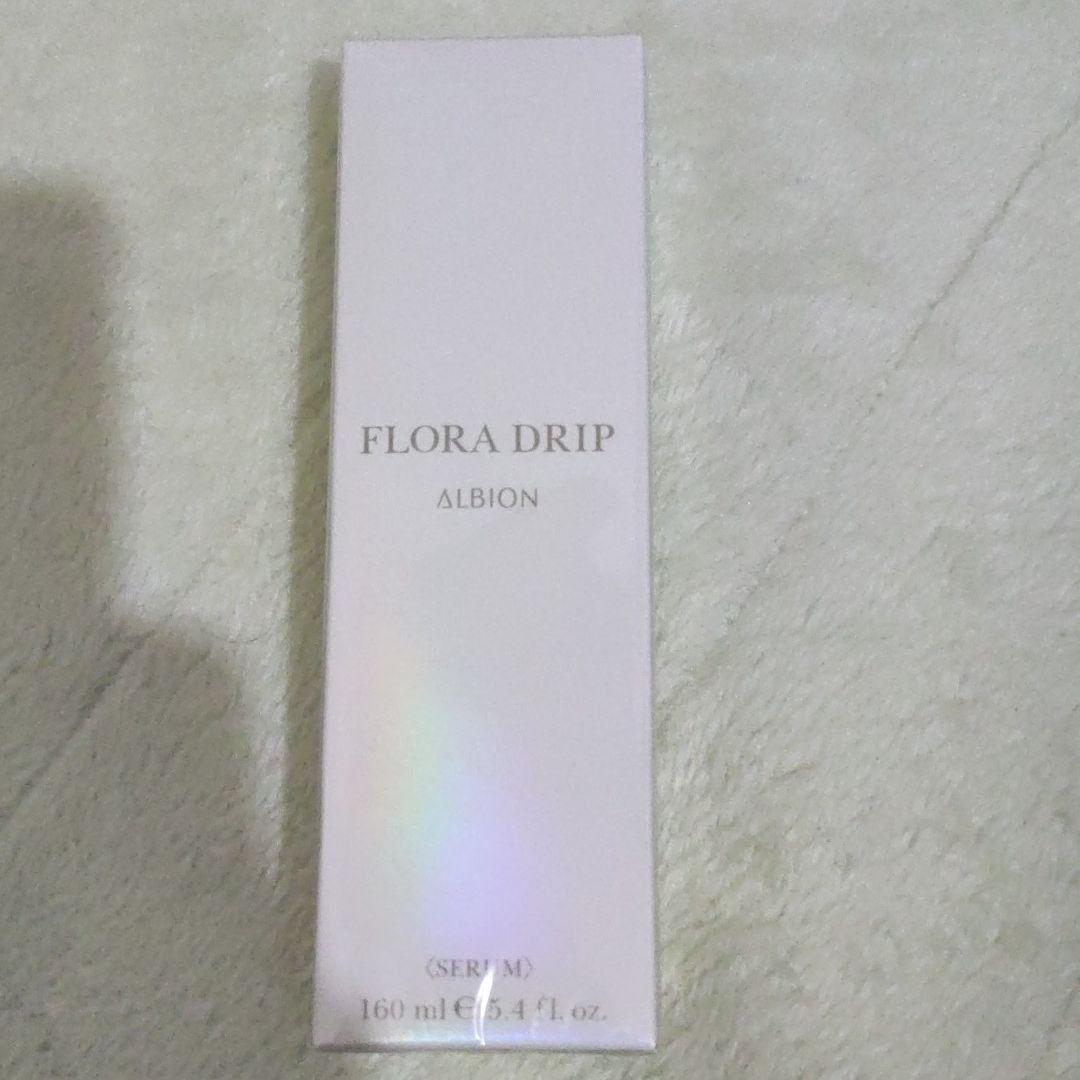 FLORA DRIP
ALBION
〈SERUM〉
160 ml ℮ 5.4 fl. oz.